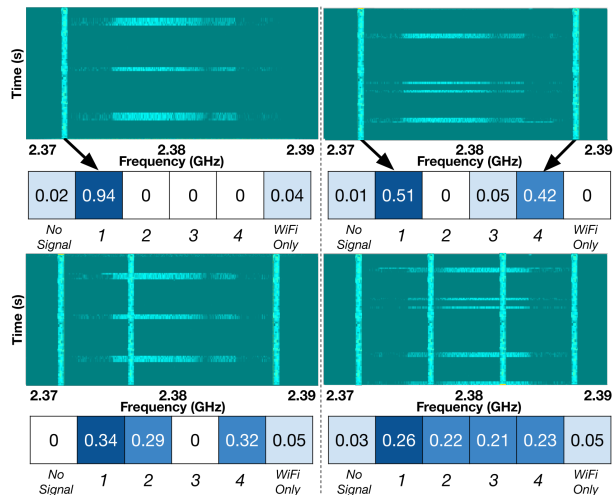 Time (s)
2.37 2.38 2.39
Frequency (GHz)
0.02 0.94 0 0 0 0.04
No Signal 1 2 3 4 WiFi Only
2.37 2.38 2.39
Frequency (GHz)
0.01 0.51 0 0.05 0.42 0
No Signal 1 2 3 4 WiFi Only
Time (s)
2.37 2.38 2.39
Frequency (GHz)
0 0.34 0.29 0 0.32 0.05
No Signal 1 2 3 4 WiFi Only
2.37 2.38 2.39
Frequency (GHz)
0.03 0.26 0.22 0.21 0.23 0.05
No Signal 1 2 3 4 WiFi Only